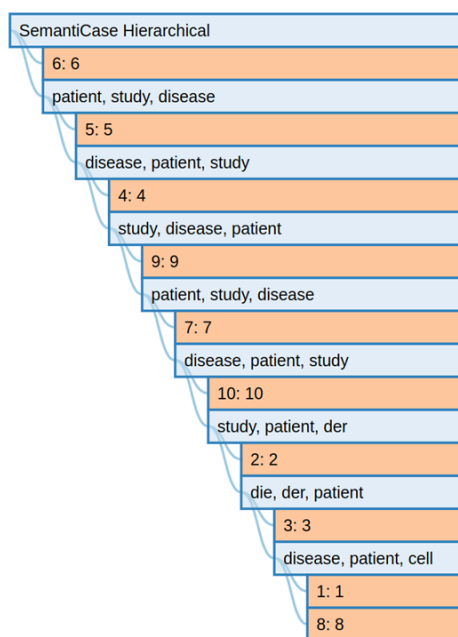 SemantiCase Hierarchical
6: 6
patient, study, disease
5: 5
disease, patient, study
4: 4
study, disease, patient
9: 9
patient, study, disease
7: 7
disease, patient, study
10: 10
study, patient, der
2: 2
die, der, patient
3: 3
disease, patient, cell
1: 1
8: 8